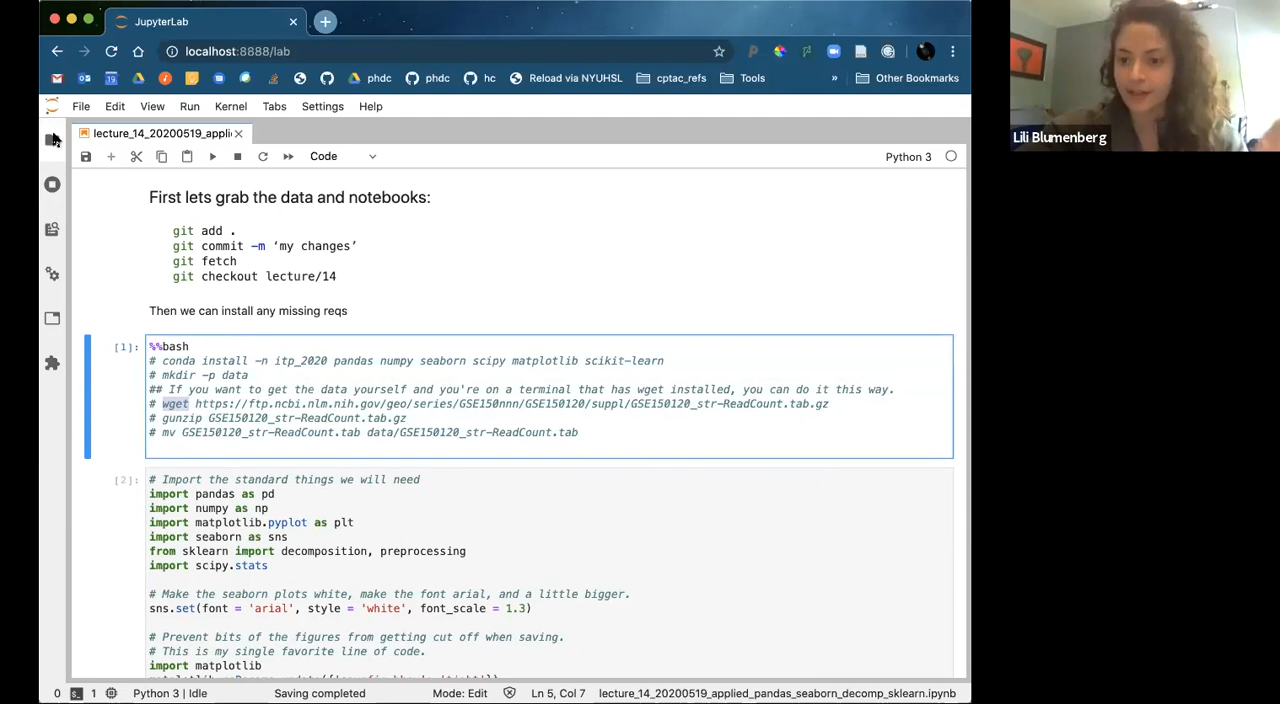 JupyterLab
localhost:8888/lab
phdc
phdc
hc
Reload via NYUHSL
cptac_refs
Tools
»
Other Bookmarks
File Edit View Run Kernel Tabs Settings Help
lecture_14_20200519_appli
Code
Python 3
First lets grab the data and notebooks:
git add .
git commit -m ‘my changes’
git fetch
git checkout lecture/14
Then we can install any missing reqs
[1]:
%%bash
# conda install -n itp_2020 pandas numpy seaborn scipy matplotlib scikit-learn
# mkdir -p data
## If you want to get the data yourself and you're on a terminal that has wget installed, you can do it this way.
# wget https://ftp.ncbi.nlm.nih.gov/geo/series/GSE150nnn/GSE150120/suppl/GSE150120_str-ReadCount.tab.gz
# gunzip GSE150120_str-ReadCount.tab.gz
# mv GSE150120_str-ReadCount.tab data/GSE150120_str-ReadCount.tab
[2]:
# Import the standard things we will need
import pandas as pd
import numpy as np
import matplotlib.pyplot as plt
import seaborn as sns
from sklearn import decomposition, preprocessing
import scipy.stats
# Make the seaborn plots white, make the font arial, and a little bigger.
sns.set(font = 'arial', style = 'white', font_scale = 1.3)
# Prevent bits of the figures from getting cut off when saving.
# This is my single favorite line of code.
import matplotlib
0 1 Python 3 | Idle Saving completed Mode: Edit Ln 5, Col 7 lecture_14_20200519_applied_pandas_seaborn_decomp_sklearn.ipynb
Lili Blumenberg